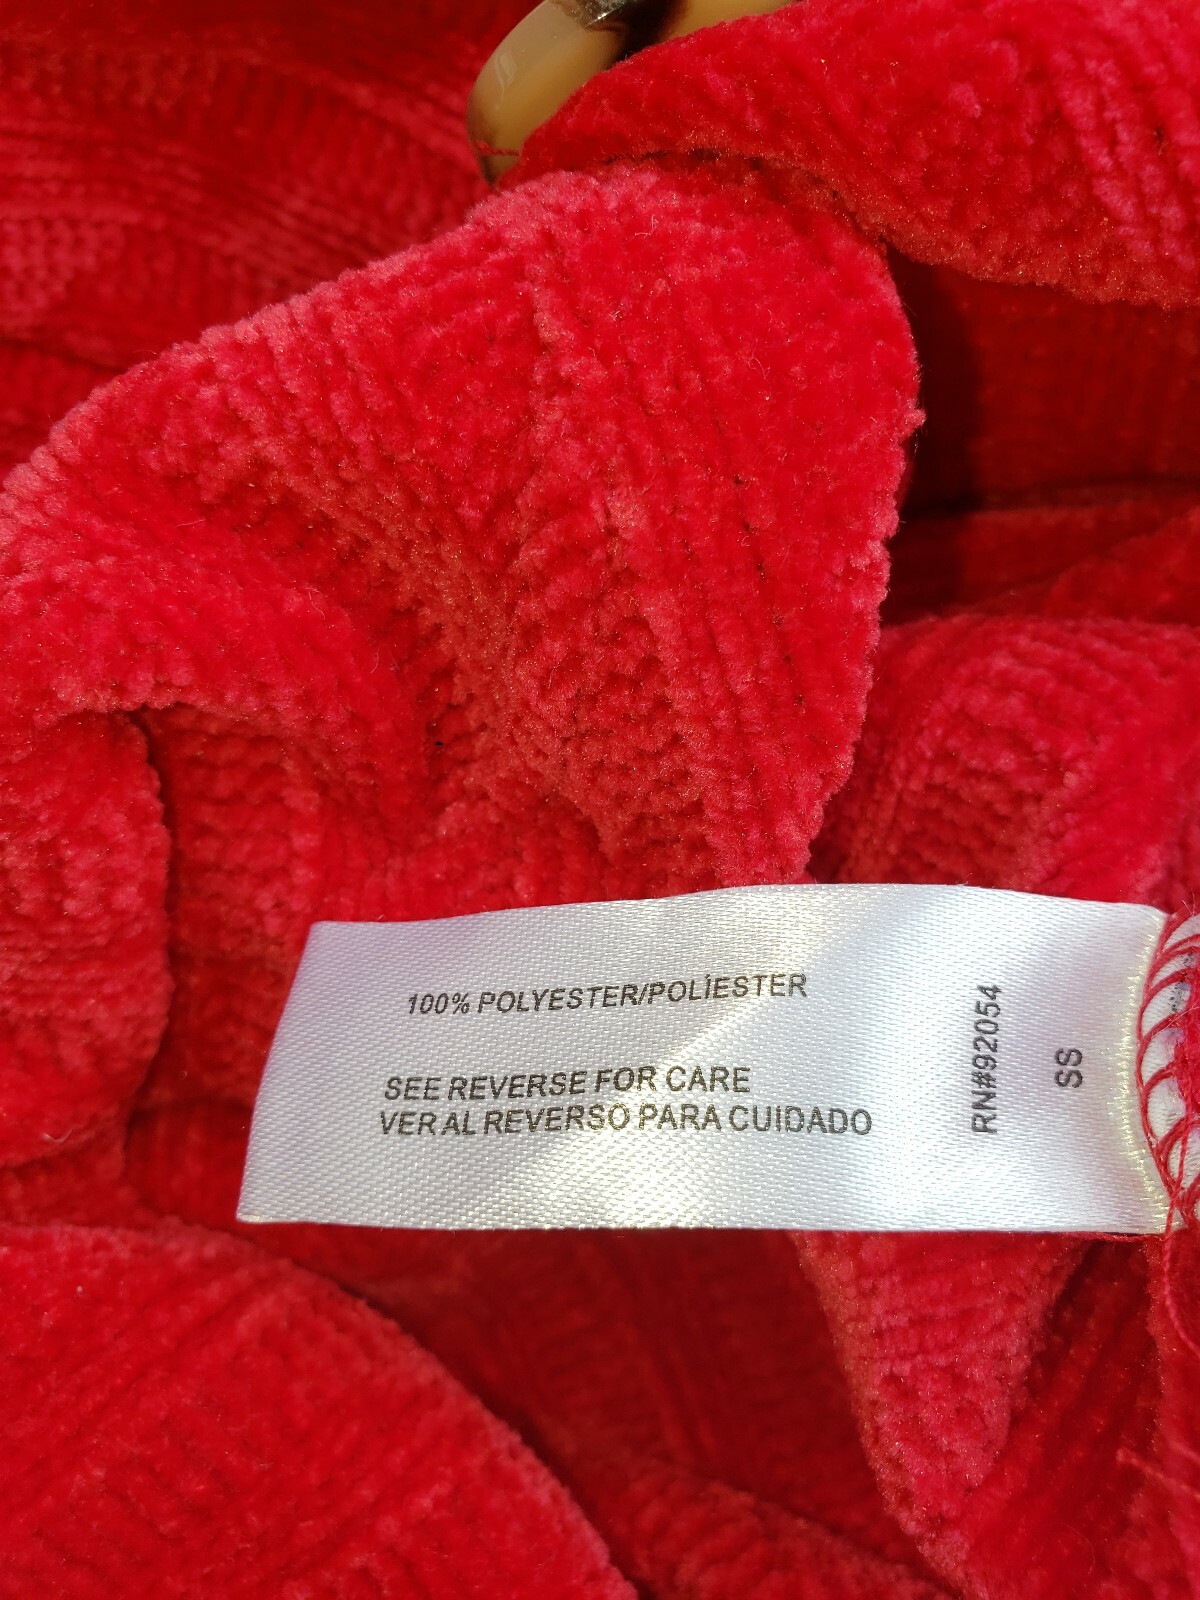 100% POLYESTER/POLÍESTER
SEE REVERSE FOR CARE
VER AL REVERSO PARA CUIDADO
RN#92054
SS